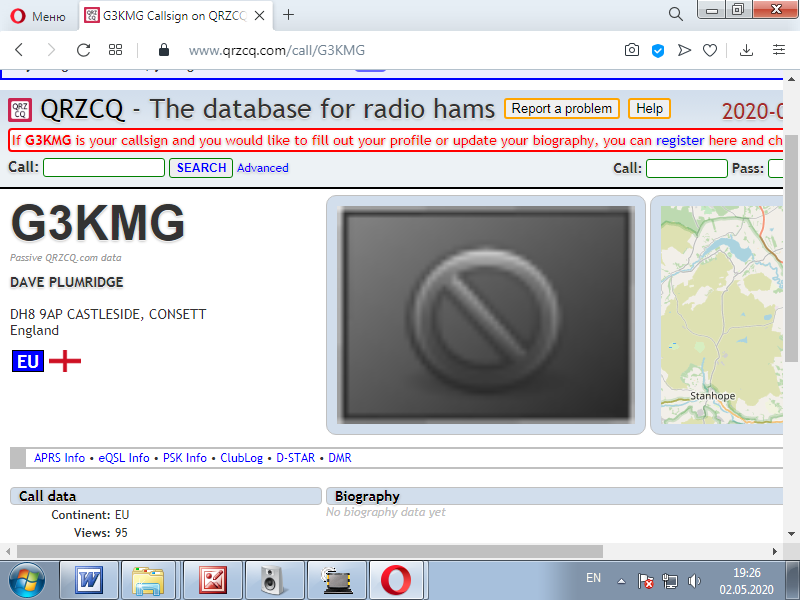 Меню
G3KMG Callsign on QRZCQ
www.qrzcq.com/call/G3KMG
QRZ CQ
QRZCQ - The database for radio hams
Report a problem
Help
2020-0
If G3KMG is your callsign and you would like to fill out your profile or update your biography, you can register here and ch
Call:
SEARCH
Advanced
Call:
Pass:
G3KMG
Passive QRZCQ.com data
DAVE PLUMRIDGE
DH8 9AP CASTLESIDE, CONSETT
England
EU
Stanhope
APRS Info • eQSL Info • PSK Info • ClubLog • D-STAR • DMR
Call data
Biography
Continent: EU
No biography data yet
Views: 95
EN
19:26
02.05.2020